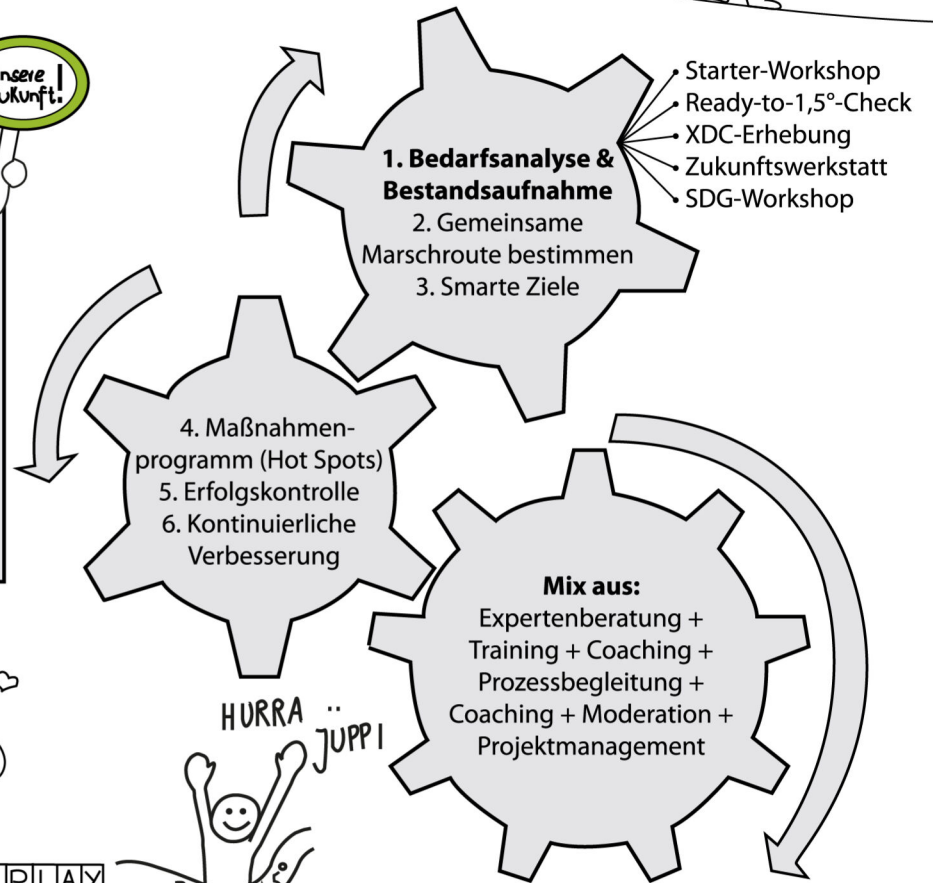 nsere
ukunft!
1. Bedarfsanalyse &
Bestandsaufnahme
2. Gemeinsame
Marschroute bestimmen
3. Smarte Ziele
• Starter-Workshop
• Ready-to-1,5°-Check
• XDC-Erhebung
• Zukunftswerkstatt
• SDG-Workshop
4. Maßnahmen-
programm (Hot Spots)
5. Erfolgskontrolle
6. Kontinuierliche
Verbesserung
Mix aus:
Expertenberatung +
Training + Coaching +
Prozessbegleitung +
Coaching + Moderation +
Projektmanagement
HURRA
JUPPI
PLAY